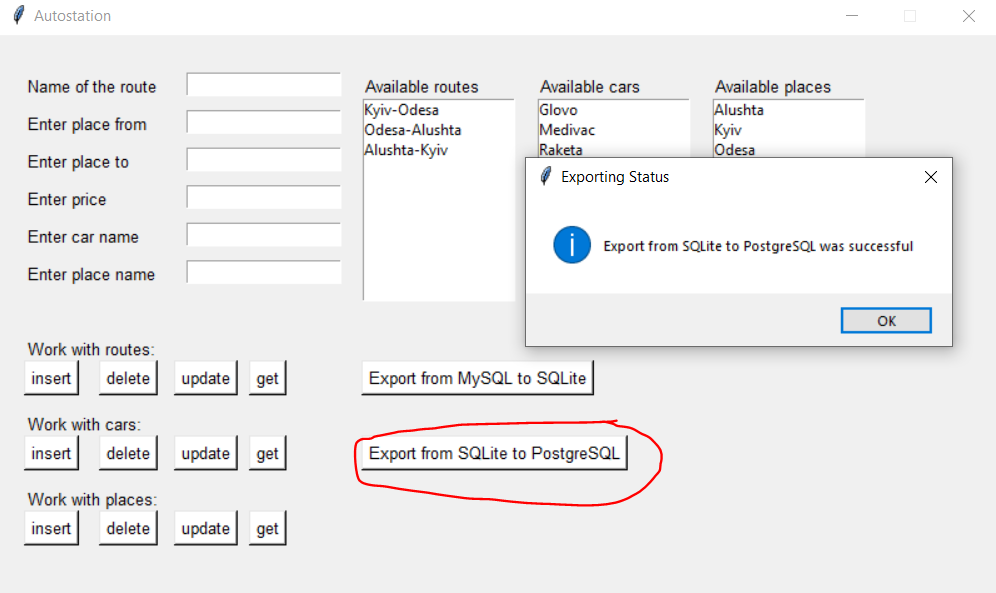 Autostation
Name of the route
Enter place from
Enter place to
Enter price
Enter car name
Enter place name
Available routes
Kyiv-Odesa
Odesa-Alushta
Alushta-Kyiv
Available cars
Glovo
Medivac
Raketa
Available places
Alushta
Kyiv
Odesa
Exporting Status
Export from SQLite to PostgreSQL was successful
OK
Work with routes:
insert delete update get
Export from MySQL to SQLite
Work with cars:
insert delete update get
Export from SQLite to PostgreSQL
Work with places:
insert delete update get